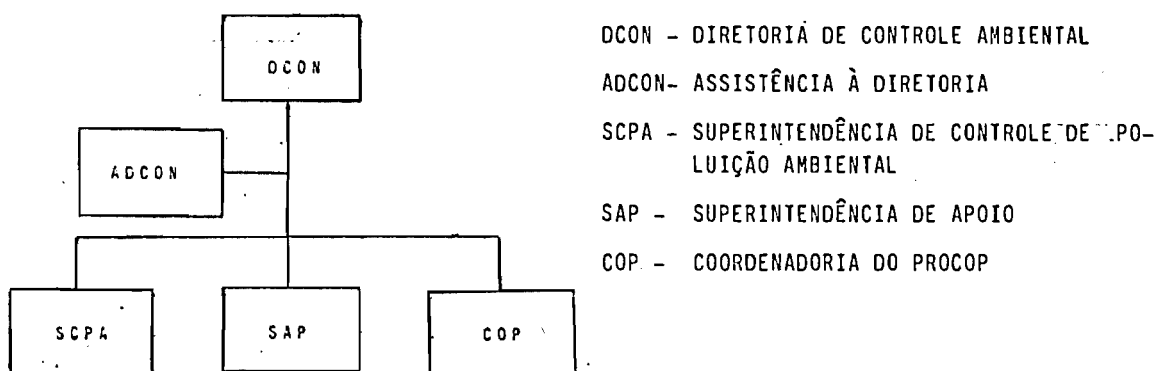 DCON
ADCON
SCPA
SAP
COP
DCON - DIRETORIA DE CONTROLE AMBIENTAL
ADCON- ASSISTÊNCIA À DIRETORIA
SCPA - SUPERINTENDÊNCIA DE CONTROLE DE PO-
LUIÇÃO AMBIENTAL
SAP - SUPERINTENDÊNCIA DE APOIO
COP - COORDENADORIA DO PROCOP